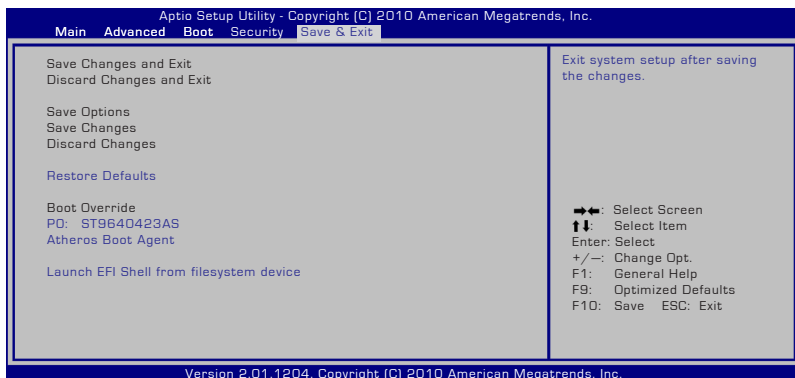 Aptio Setup Utility - Copyright (C) 2010 American Megatrends, Inc.
Main Advanced Boot Security Save & Exit
Save Changes and Exit
Discard Changes and Exit
Save Options
Save Changes
Discard Changes
Restore Defaults
Boot Override
P0: ST9640423AS
Atheros Boot Agent
Launch EFI Shell from filesystem device
Exit system setup after saving
the changes.
→←: Select Screen
↑↓: Select Item
Enter: Select
+/—: Change Opt.
F1: General Help
F9: Optimized Defaults
F10: Save ESC: Exit
Version 2.01.1204. Copyright (C) 2010 American Megatrends, Inc.